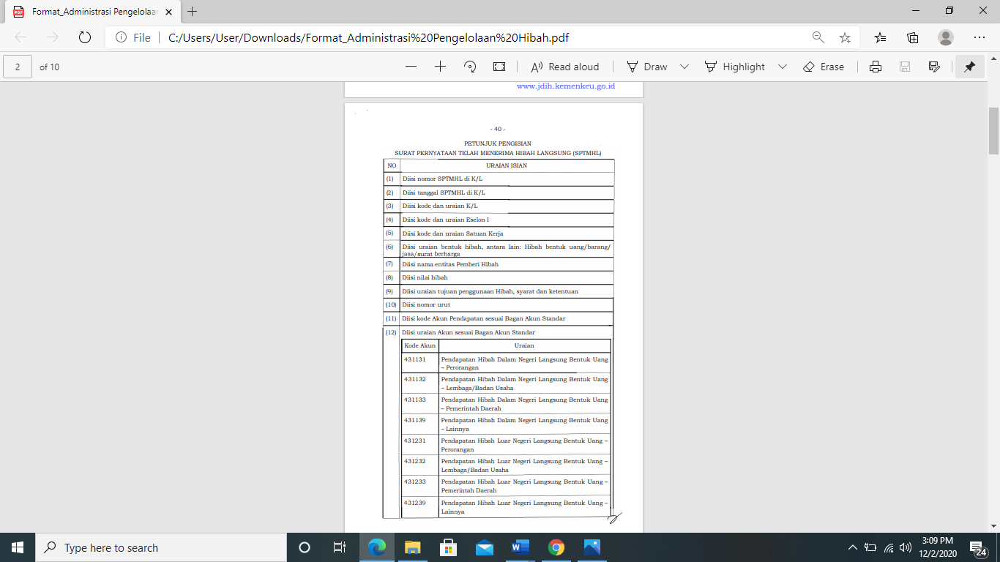 Format_Administrasi Pengelolaan
File
C:/Users/User/Downloads/Format_Administrasi%20Pengelolaan%20Hibah.pdf
2 of 10
Read aloud
Draw
Highlight
Erase
www.jdih.kemenkeu.go.id
- 40 -
PETUNJUK PENGISIAN
SURAT PERNYATAAN TELAH MENERIMA HIBAH LANGSUNG (SPTMHL)
NO URAIAN ISIAN
(1) Diisi nomor SPTMHL di K/L
(2) Diisi tanggal SPTMHL di K/L
(3) Diisi kode dan uraian K/L
(4) Diisi kode dan uraian Eselon I
(5) Diisi kode dan uraian Satuan Kerja
(6) Diisi uraian bentuk hibah, antara lain: Hibah bentuk uang/barang/
jasa/surat berharga
(7) Diisi nama entitas Pemberi Hibah
(8) Diisi nilai hibah
(9) Diisi uraian tujuan penggunaan Hibah, syarat dan ketentuan
(10) Diisi nomor urut
(11) Diisi kode Akun Pendapatan sesuai Bagan Akun Standar
(12) Diisi uraian Akun sesuai Bagan Akun Standar
Kode Akun Uraian
431131 Pendapatan Hibah Dalam Negeri Langsung Bentuk Uang
– Perorangan
431132 Pendapatan Hibah Dalam Negeri Langsung Bentuk Uang
– Lembaga/Badan Usaha
431133 Pendapatan Hibah Dalam Negeri Langsung Bentuk Uang
– Pemerintah Daerah
431139 Pendapatan Hibah Dalam Negeri Langsung Bentuk Uang
– Lainnya
431231 Pendapatan Hibah Luar Negeri Langsung Bentuk Uang –
Perorangan
431232 Pendapatan Hibah Luar Negeri Langsung Bentuk Uang –
Lembaga/Badan Usaha
431233 Pendapatan Hibah Luar Negeri Langsung Bentuk Uang –
Pemerintah Daerah
431239 Pendapatan Hibah Luar Negeri Langsung Bentuk Uang –
Lainnya
Type here to search
3:09 PM
12/2/2020
24